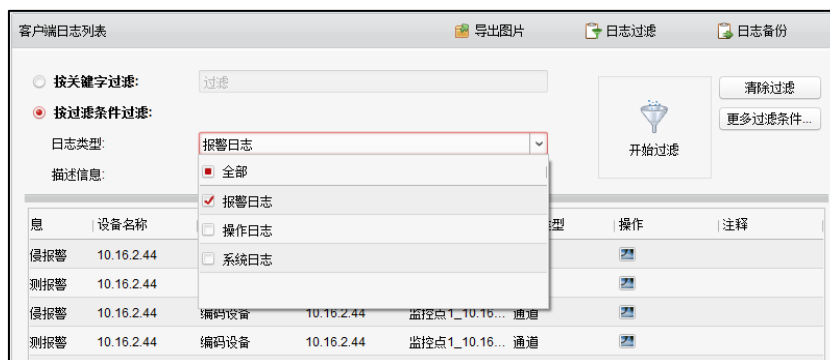 客户端日志列表 导出图片 日志过滤 日志备份
按关键字过滤: 过滤 清除过滤
按过滤条件过滤: 更多过滤条件...
日志类型: 报警日志 开始过滤
描述信息: 全部
报警日志
息 设备名称 型 操作 注释
操作日志
侵报警 10.16.2.44
系统日志
测报警 10.16.2.44
侵报警 10.16.2.44 编码设备 10.16.2.44 监控点1_10.16... 通道
测报警 10.16.2.44 编码设备 10.16.2.44 监控点1_10.16... 通道